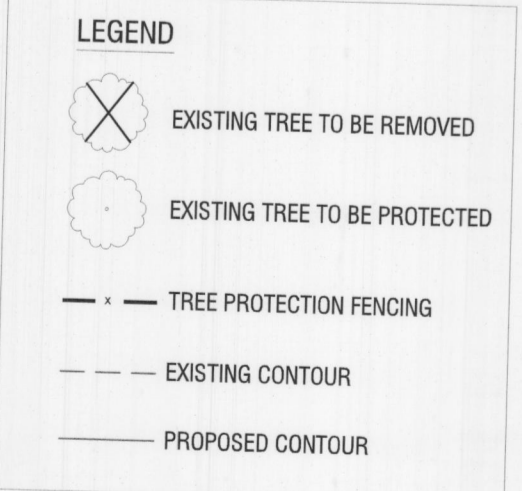 LEGEND
EXISTING TREE TO BE REMOVED
EXISTING TREE TO BE PROTECTED
x TREE PROTECTION FENCING
EXISTING CONTOUR
PROPOSED CONTOUR